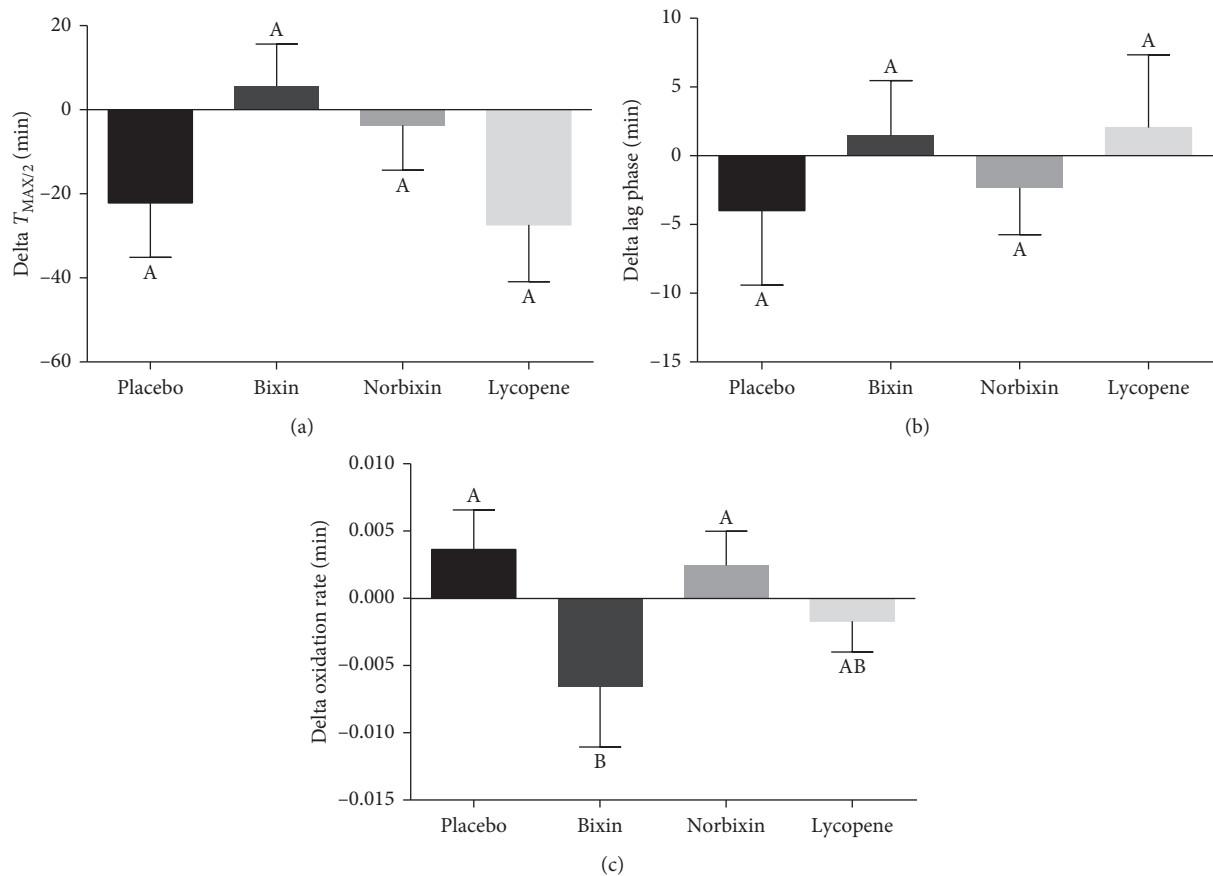 20
0
–20
–40
–60
Delta T_MAX/2 (min)
A
A
A
A
Placebo
Bixin
Norbixin
Lycopene
(a)
10
5
0
–5
–10
–15
Delta lag phase (min)
A
A
A
A
Placebo
Bixin
Norbixin
Lycopene
(b)
0.010
0.005
0.000
–0.005
–0.010
–0.015
Delta oxidation rate (min)
A
B
A
AB
Placebo
Bixin
Norbixin
Lycopene
(c)